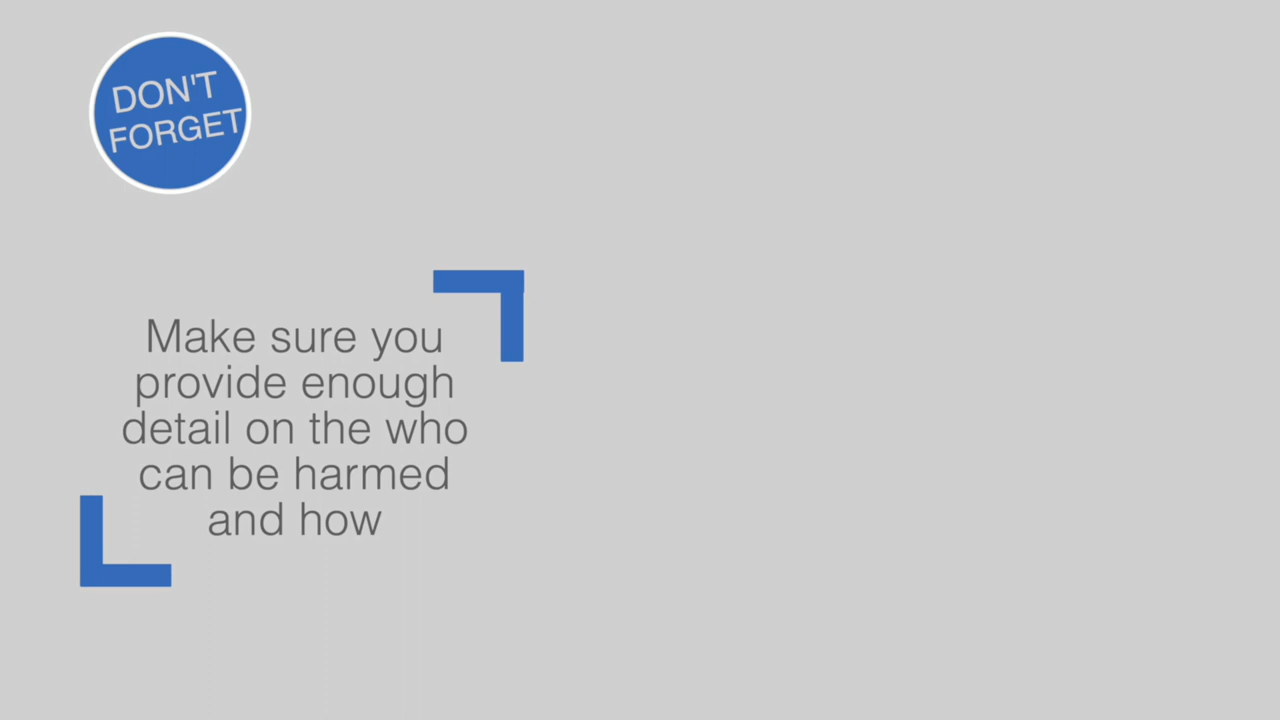 DON'T
FORGET
Make sure you
provide enough
detail on the who
can be harmed
and how